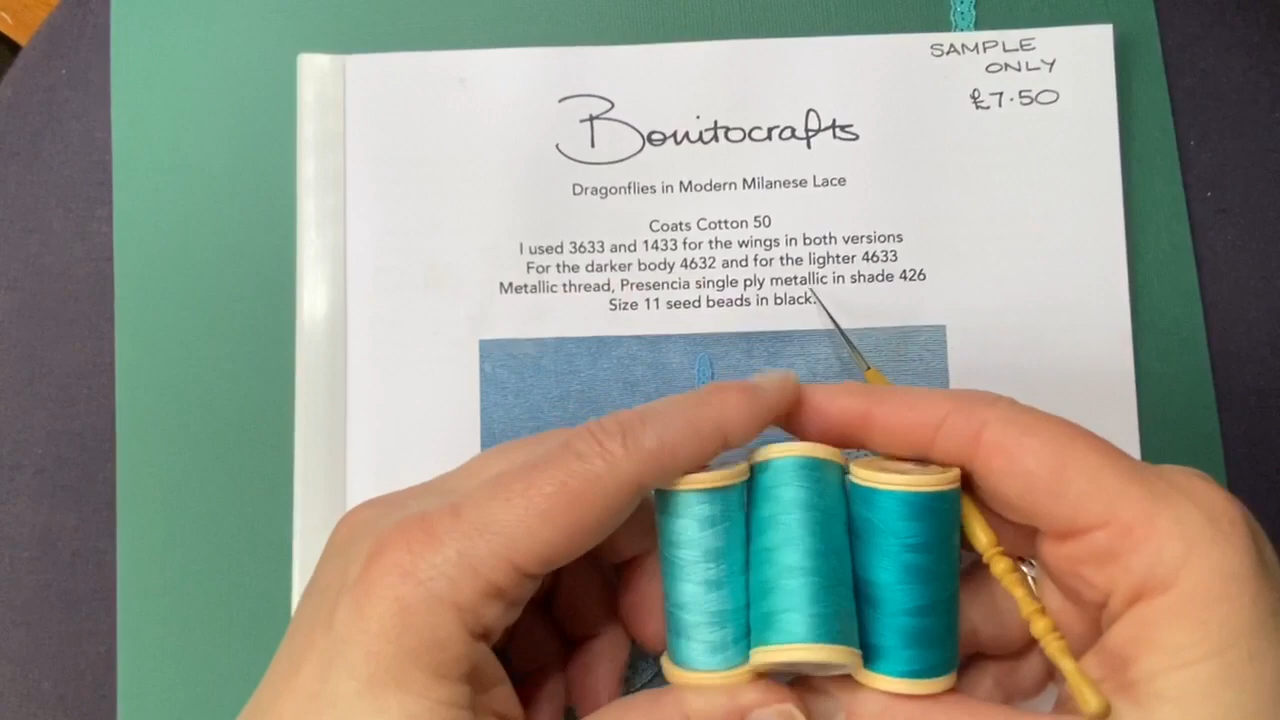 SAMPLE
ONLY
£7.50
Bonitocrafts
Dragonflies in Modern Milanese Lace
Coats Cotton 50
I used 3633 and 1433 for the wings in both versions
For the darker body 4632 and for the lighter 4633
Metallic thread, Presencia single ply metallic in shade 426
Size 11 seed beads in black.